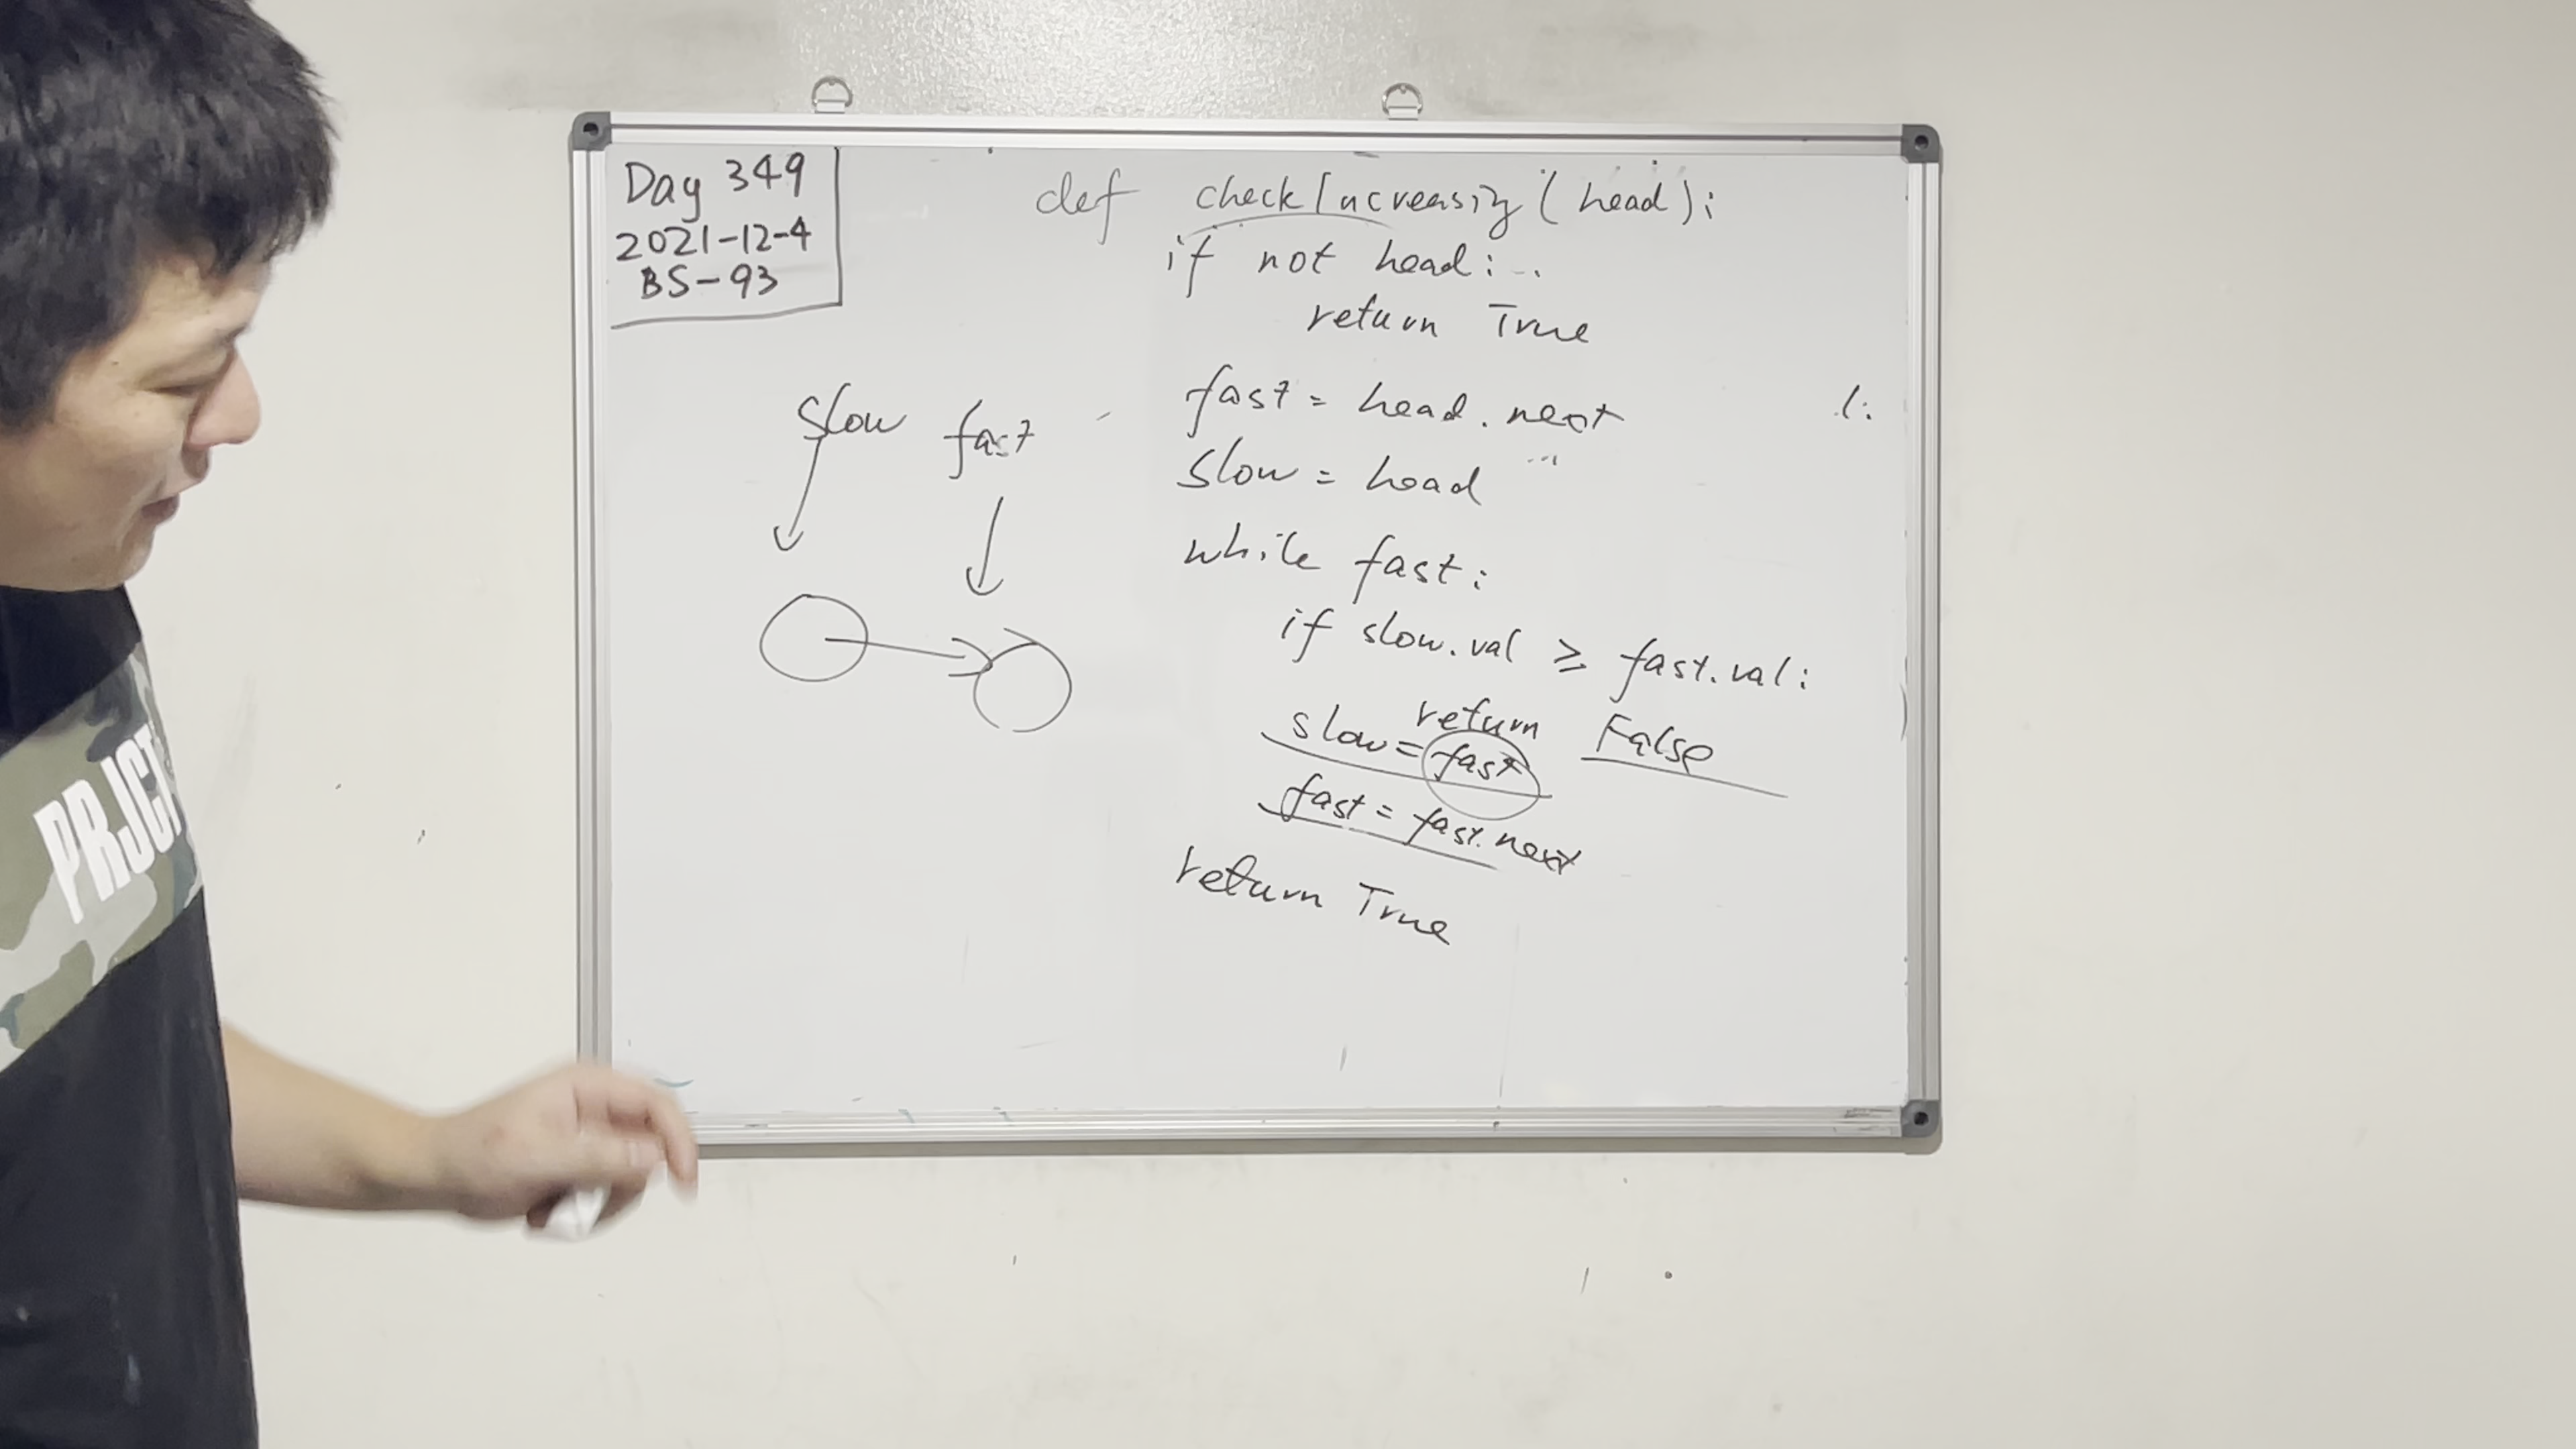 Day 349
2021-12-4
BS-93
def checkIncreasing(head):
if not head:
return True
fast = head.next
slow = head
while fast:
if slow.val ≥ fast.val:
return False
slow = fast
fast = fast.next
return True
slow fast
PRJCT